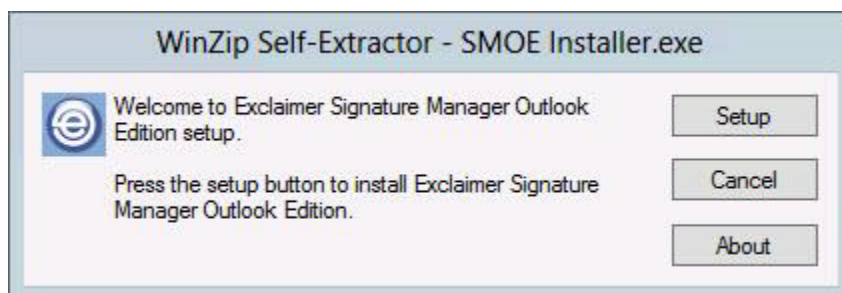 WinZip Self-Extractor - SMOE Installer.exe
Welcome to Exclaimer Signature Manager Outlook
Edition setup.
Setup
Press the setup button to install Exclaimer Signature
Manager Outlook Edition.
Cancel
About